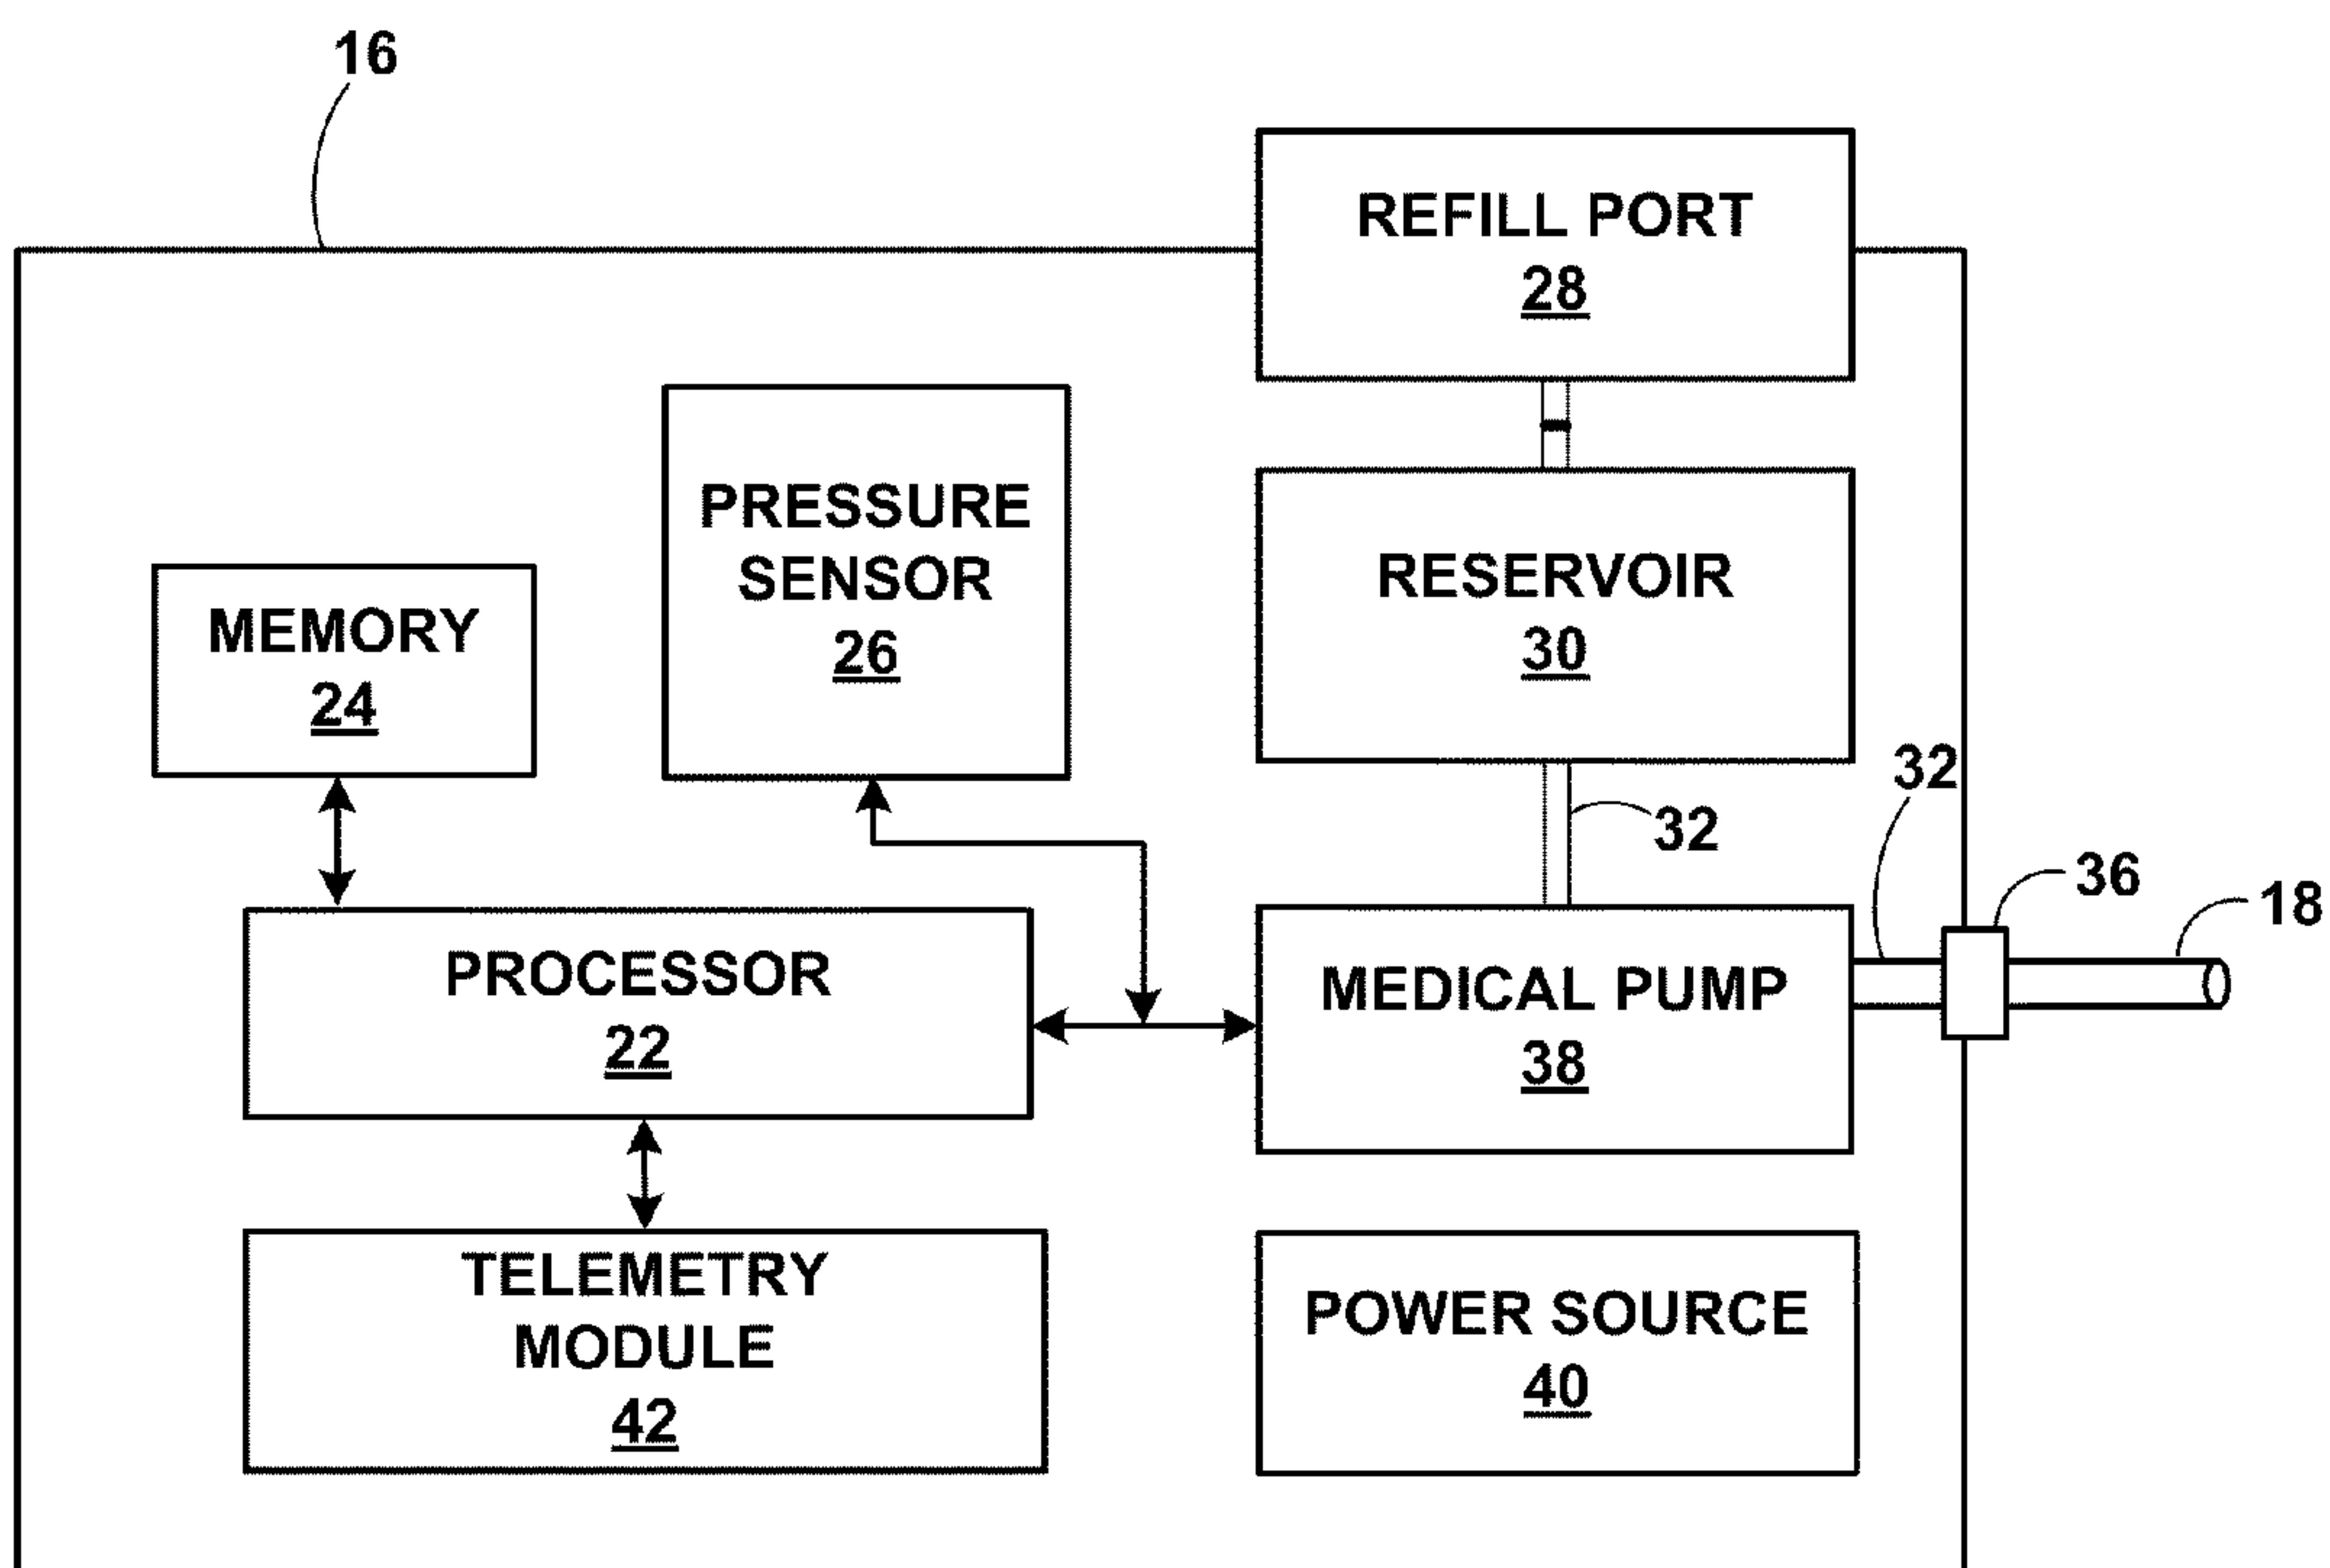 16
REFILL PORT
28
PRESSURE
SENSOR
26
RESERVOIR
30
MEMORY
24
32
32
36
18
PROCESSOR
22
MEDICAL PUMP
38
TELEMETRY
MODULE
42
POWER SOURCE
40